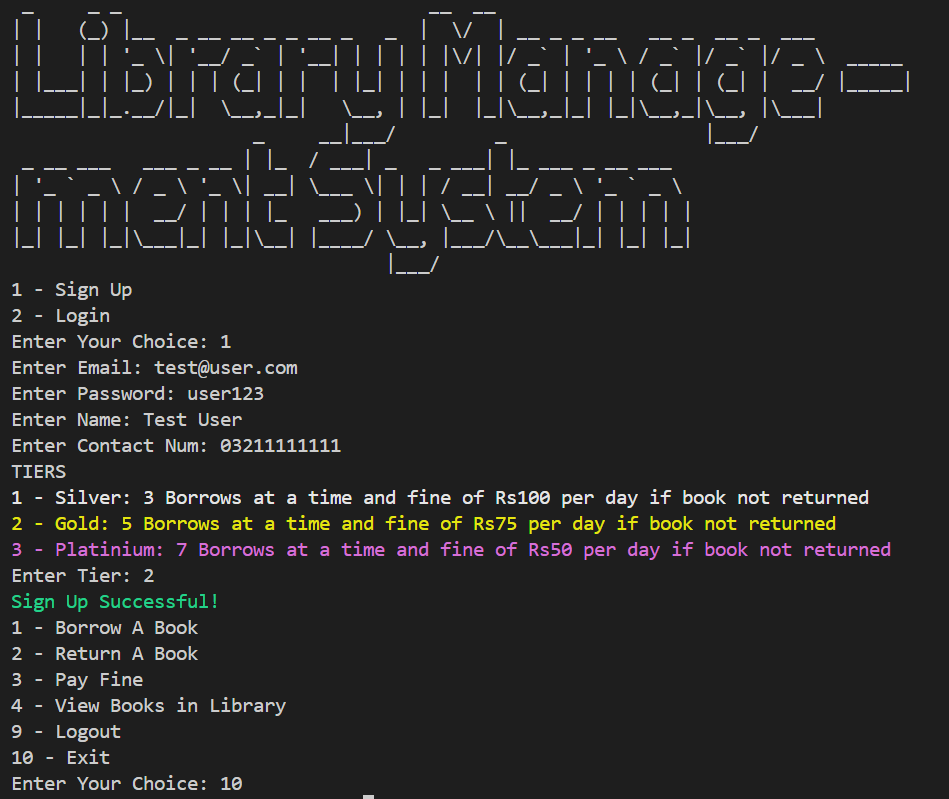 Library Manage-
ment System
1 - Sign Up
2 - Login
Enter Your Choice: 1
Enter Email: test@user.com
Enter Password: user123
Enter Name: Test User
Enter Contact Num: 03211111111
TIERS
1 - Silver: 3 Borrows at a time and fine of Rs100 per day if book not returned
2 - Gold: 5 Borrows at a time and fine of Rs75 per day if book not returned
3 - Platinium: 7 Borrows at a time and fine of Rs50 per day if book not returned
Enter Tier: 2
Sign Up Successful!
1 - Borrow A Book
2 - Return A Book
3 - Pay Fine
4 - View Books in Library
9 - Logout
10 - Exit
Enter Your Choice: 10